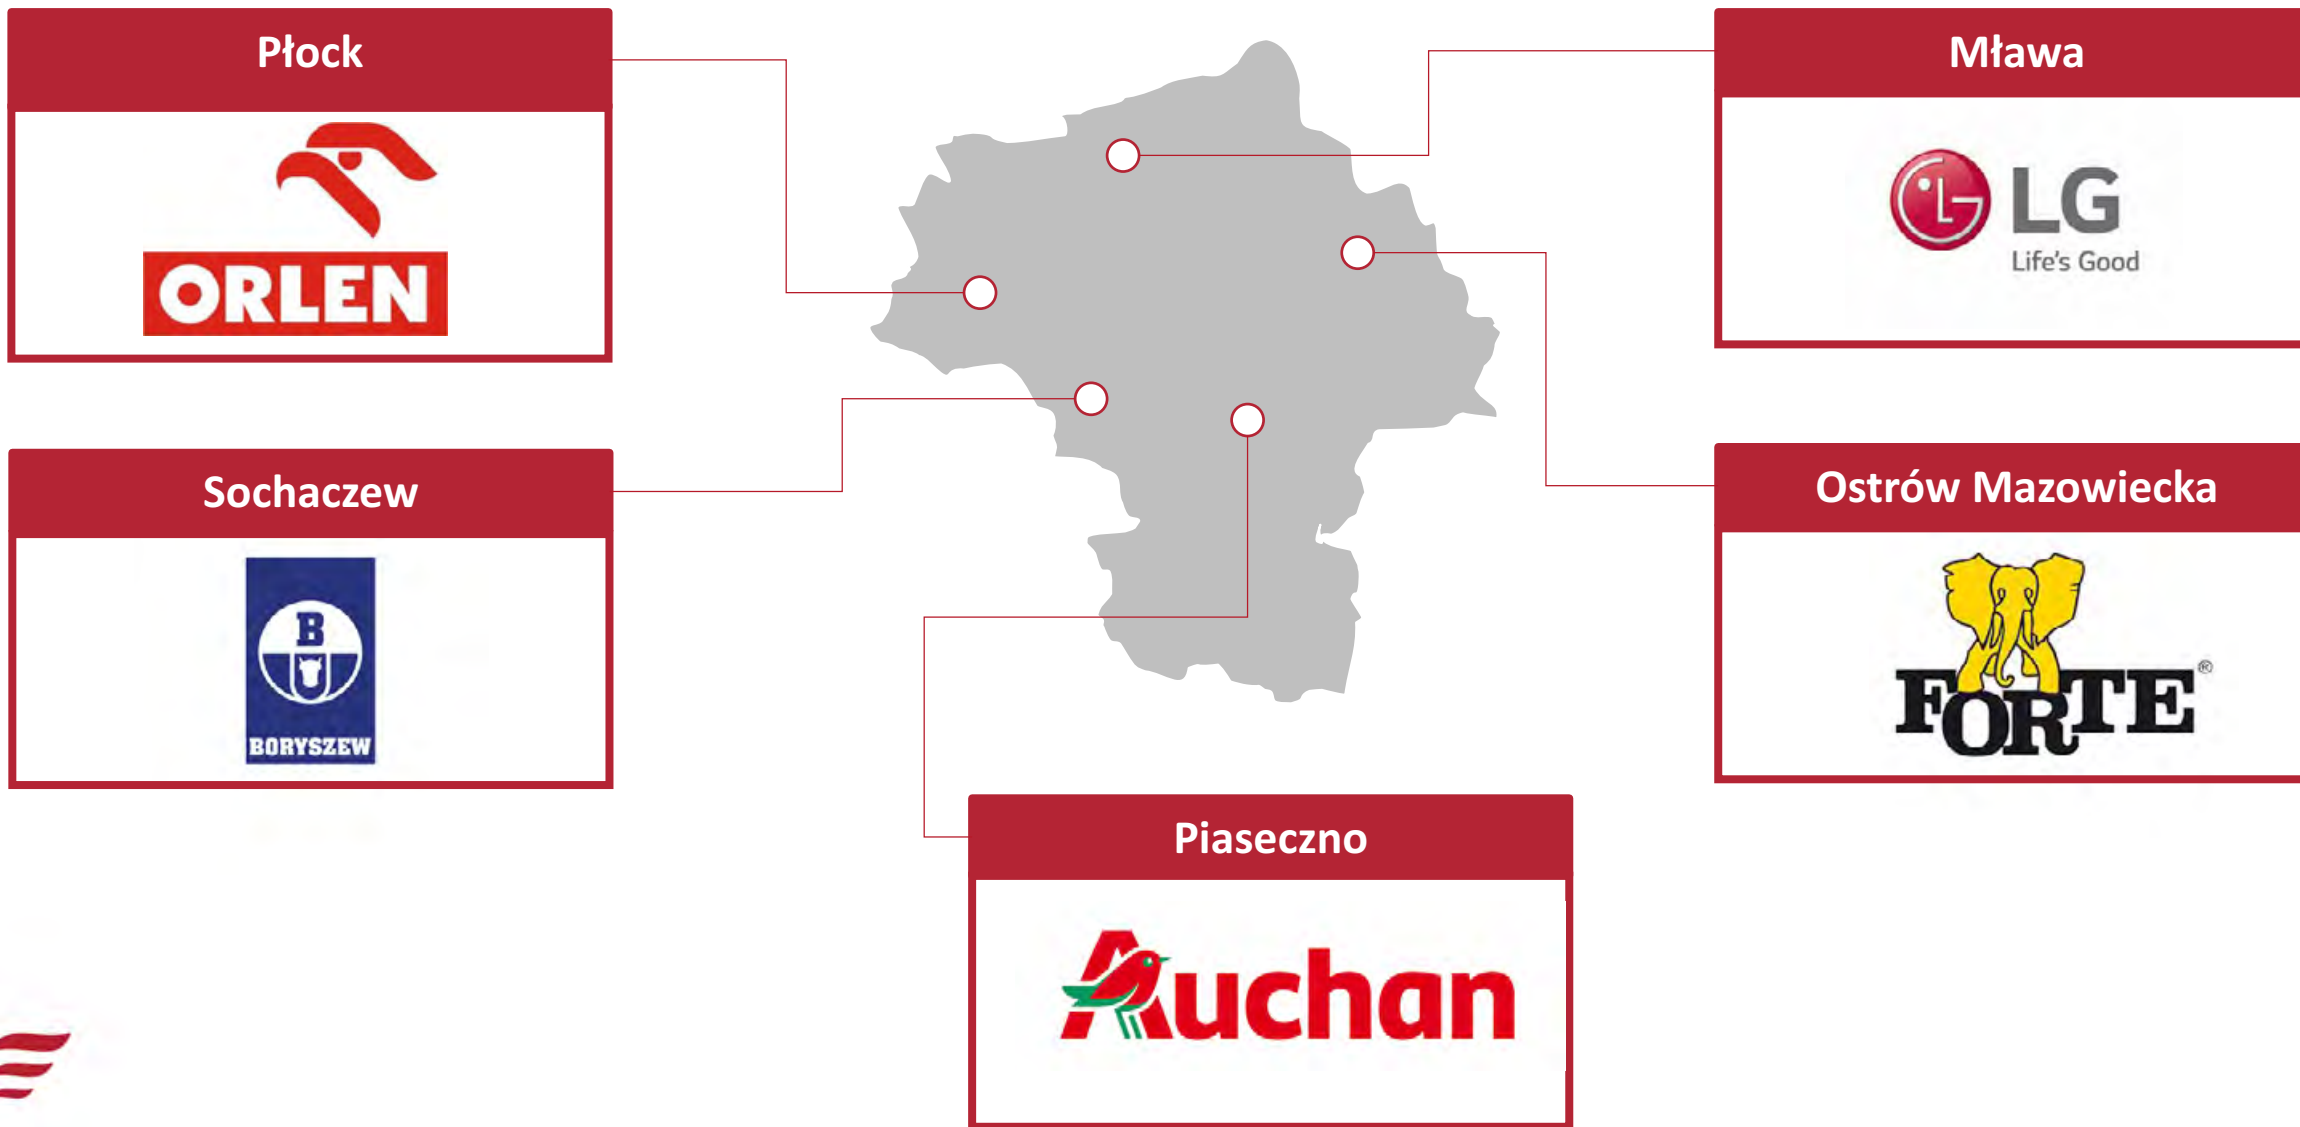 Płock
ORLEN
Mława
LG
Life's Good
Sochaczew
B
BORYSZEW
Ostrów Mazowiecka
FORTE®
Piaseczno
Auchan